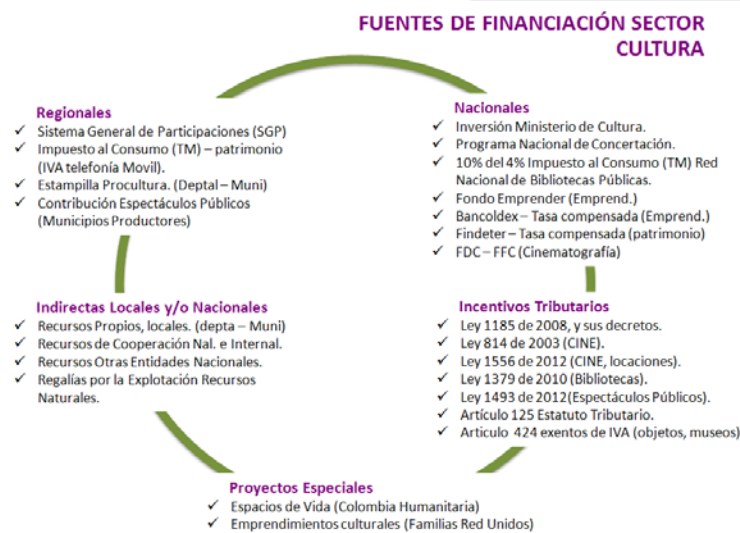 FUENTES DE FINANCIACIÓN SECTOR
CULTURA
Regionales
✓ Sistema General de Participaciones (SGP)
✓ Impuesto al Consumo (TM) – patrimonio
(IVA telefonía Movil).
✓ Estampilla Procultura. (Deptal – Muni)
✓ Contribución Espectáculos Públicos
(Municipios Productores)
Nacionales
✓ Inversión Ministerio de Cultura.
✓ Programa Nacional de Concertación.
✓ 10% del 4% Impuesto al Consumo (TM) Red
Nacional de Bibliotecas Públicas.
✓ Fondo Emprender (Emprend.)
✓ Bancoldex – Tasa compensada (Emprend.)
✓ Findeter – Tasa compensada (patrimonio)
✓ FDC – FFC (Cinematografía)
Indirectas Locales y/o Nacionales
✓ Recursos Propios, locales. (depta – Muni)
✓ Recursos de Cooperación Nal. e Internal.
✓ Recursos Otras Entidades Nacionales.
✓ Regalías por la Explotación Recursos
Naturales.
Incentivos Tributarios
✓ Ley 1185 de 2008, y sus decretos.
✓ Ley 814 de 2003 (CINE).
✓ Ley 1556 de 2012 (CINE, locaciones).
✓ Ley 1379 de 2010 (Bibliotecas).
✓ Ley 1493 de 2012(Espectáculos Públicos).
✓ Artículo 125 Estatuto Tributario.
✓ Articulo 424 exentos de IVA (objetos, museos)
Proyectos Especiales
✓ Espacios de Vida (Colombia Humanitaria)
✓ Emprendimientos culturales (Familias Red Unidos)